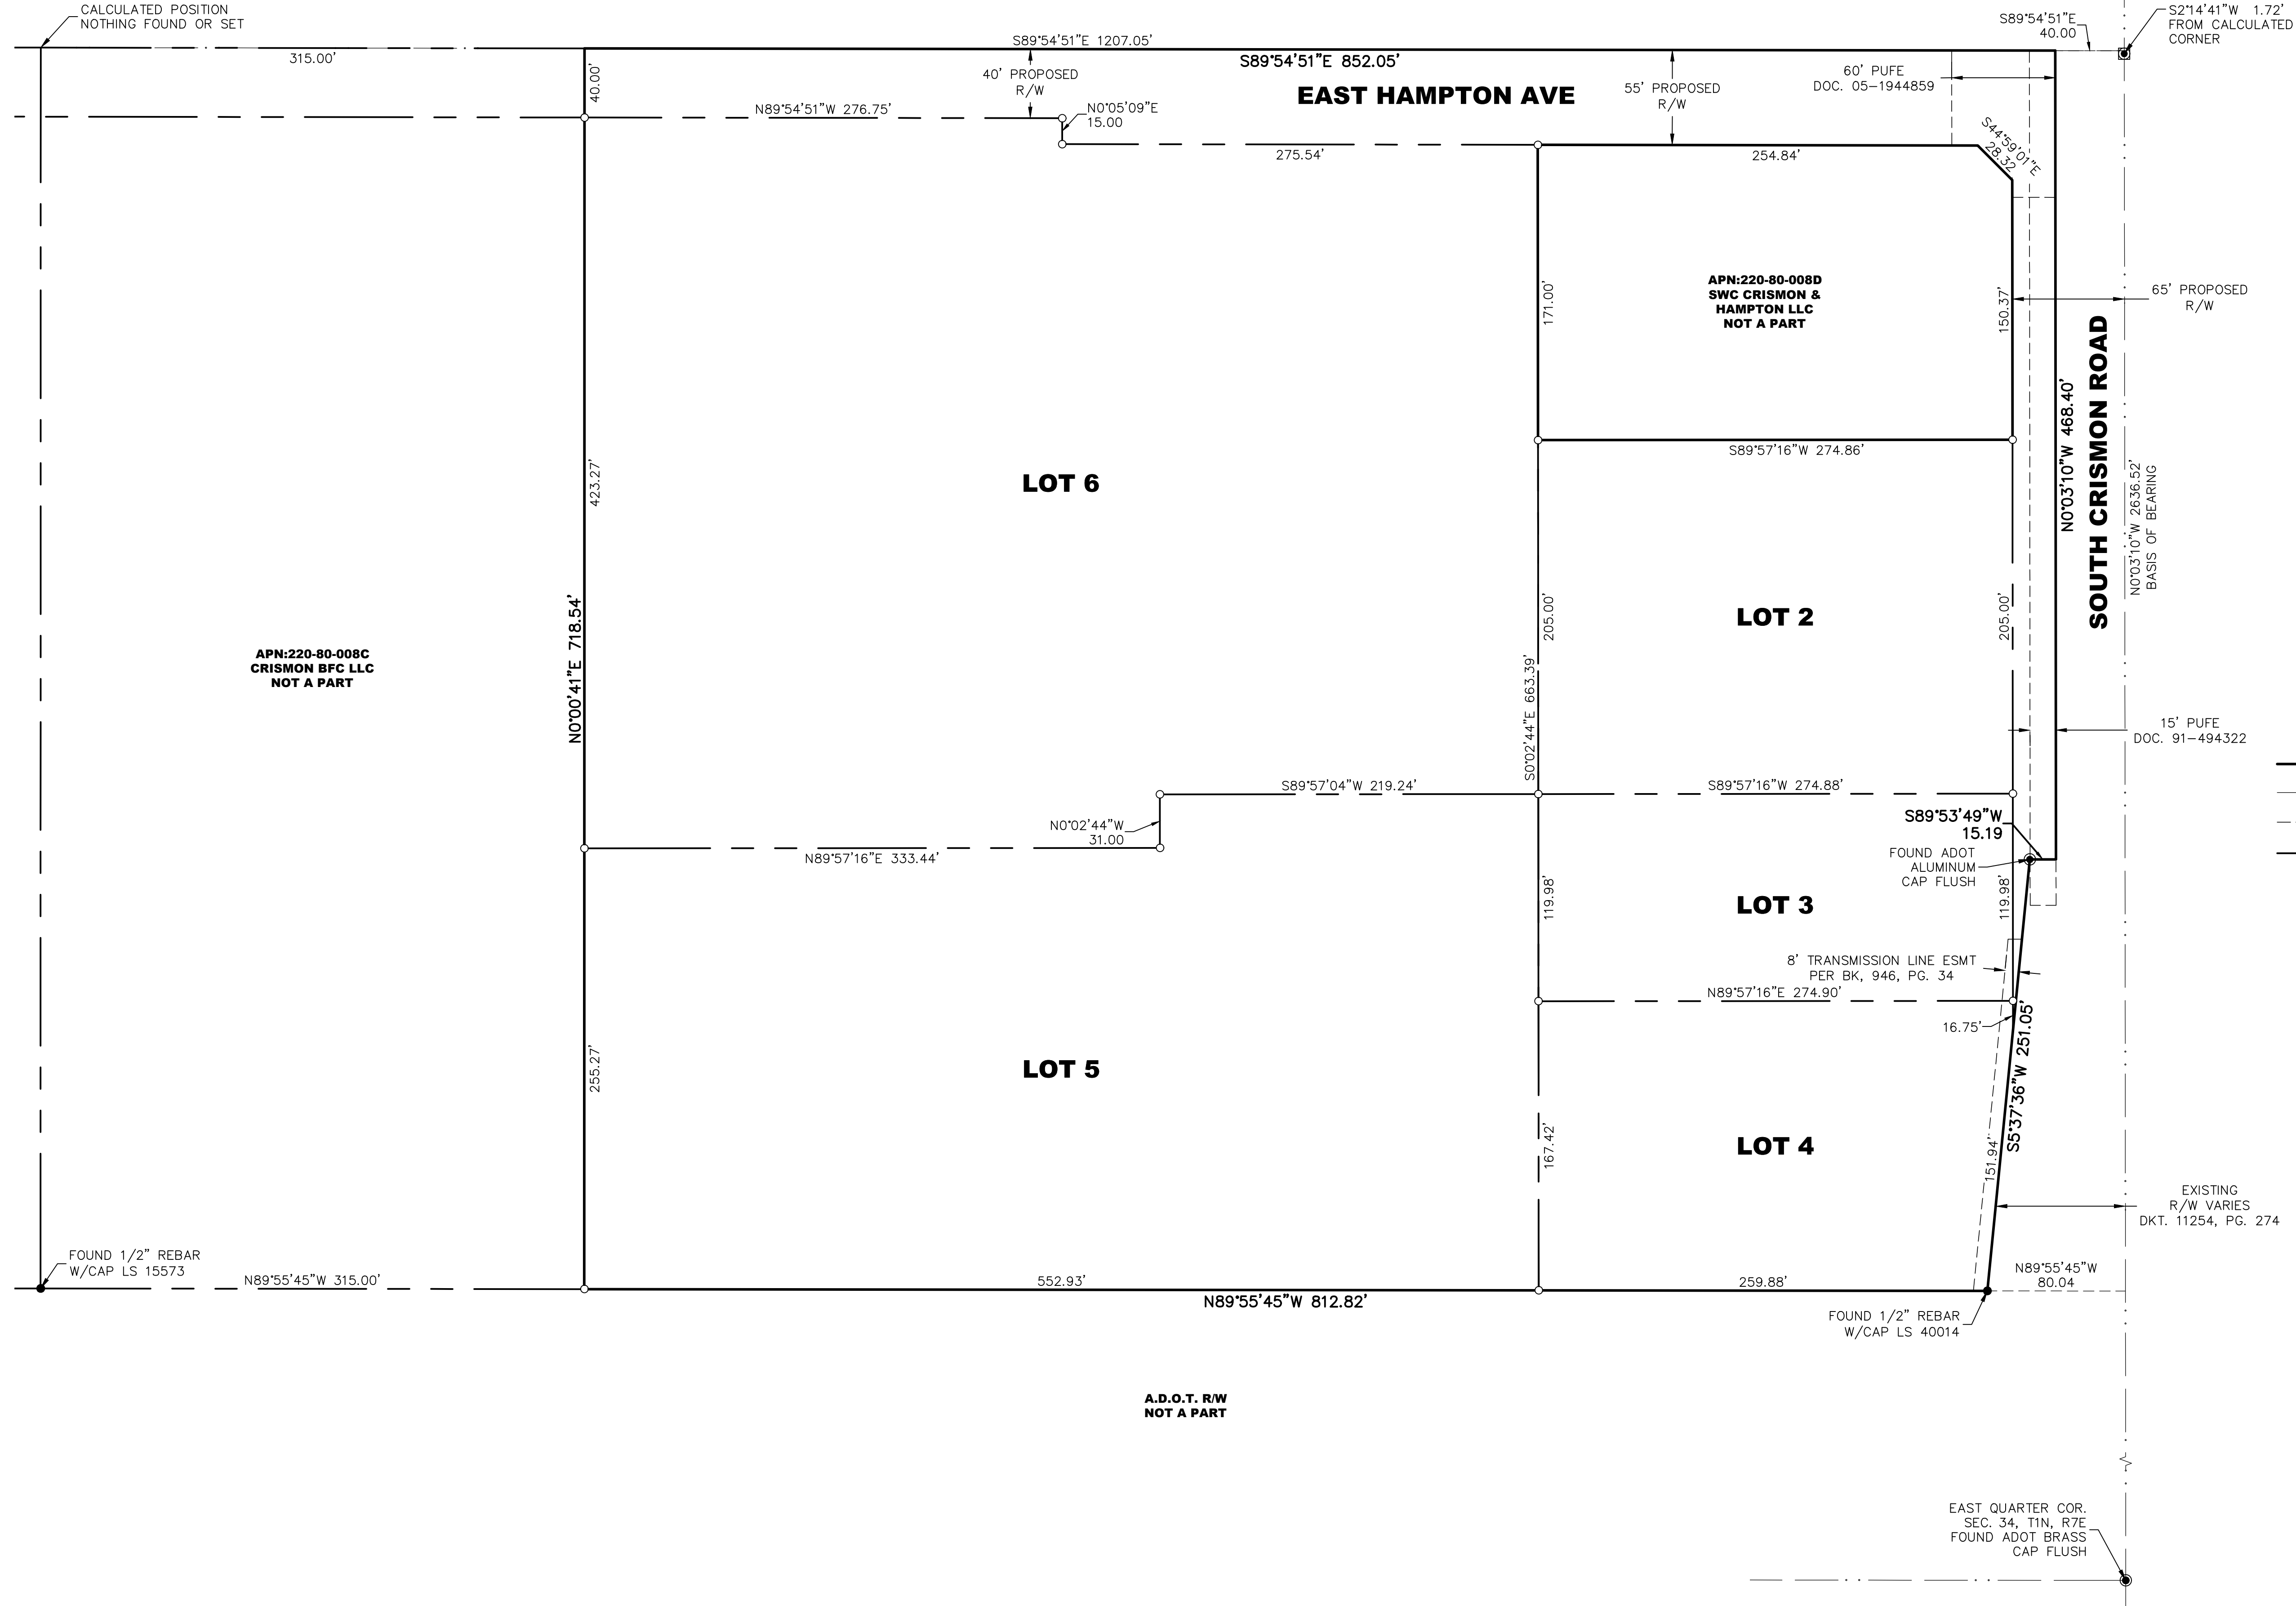 CALCULATED POSITION
NOTHING FOUND OR SET
315.00'
S89°54'51"E 1207.05'
S89°54'51"E 852.05'
EAST HAMPTON AVE
40' PROPOSED
R/W
55' PROPOSED
R/W
60' PUFE
DOC. 05-1944859
S89°54'51"E
40.00
S2°14'41"W 1.72'
FROM CALCULATED
CORNER
40.00'
N89°54'51"W 276.75'
N0°05'09"E
15.00
275.54'
254.84'
S44°59'01"E
28.32
APN:220-80-008D
SWC CRISMON &
HAMPTON LLC
NOT A PART
171.00'
150.37'
65' PROPOSED
R/W
SOUTH CRISMON ROAD
N0°03'10"W 468.40'
N0°03'10"W 2636.52'
BASIS OF BEARING
S89°57'16"W 274.86'
423.27'
LOT 6
LOT 2
205.00'
205.00'
N0°00'41"E 718.54'
APN:220-80-008C
CRISMON BFC LLC
NOT A PART
S0°02'44"E 663.39'
15' PUFE
DOC. 91-494322
S89°57'04"W 219.24'
S89°57'16"W 274.88'
N0°02'44"W
31.00
S89°53'49"W
15.19
N89°57'16"E 333.44'
FOUND ADOT
ALUMINUM
CAP FLUSH
119.98'
LOT 3
119.98'
8' TRANSMISSION LINE ESMT
PER BK, 946, PG. 34
N89°57'16"E 274.90'
16.75'
S5°37'36"W 251.05'
255.27'
LOT 5
167.42'
LOT 4
151.94'
EXISTING
R/W VARIES
DKT. 11254, PG. 274
FOUND 1/2" REBAR
W/CAP LS 15573
N89°55'45"W 315.00'
552.93'
N89°55'45"W 812.82'
259.88'
N89°55'45"W
80.04
FOUND 1/2" REBAR
W/CAP LS 40014
A.D.O.T. R/W
NOT A PART
EAST QUARTER COR.
SEC. 34, T1N, R7E
FOUND ADOT BRASS
CAP FLUSH